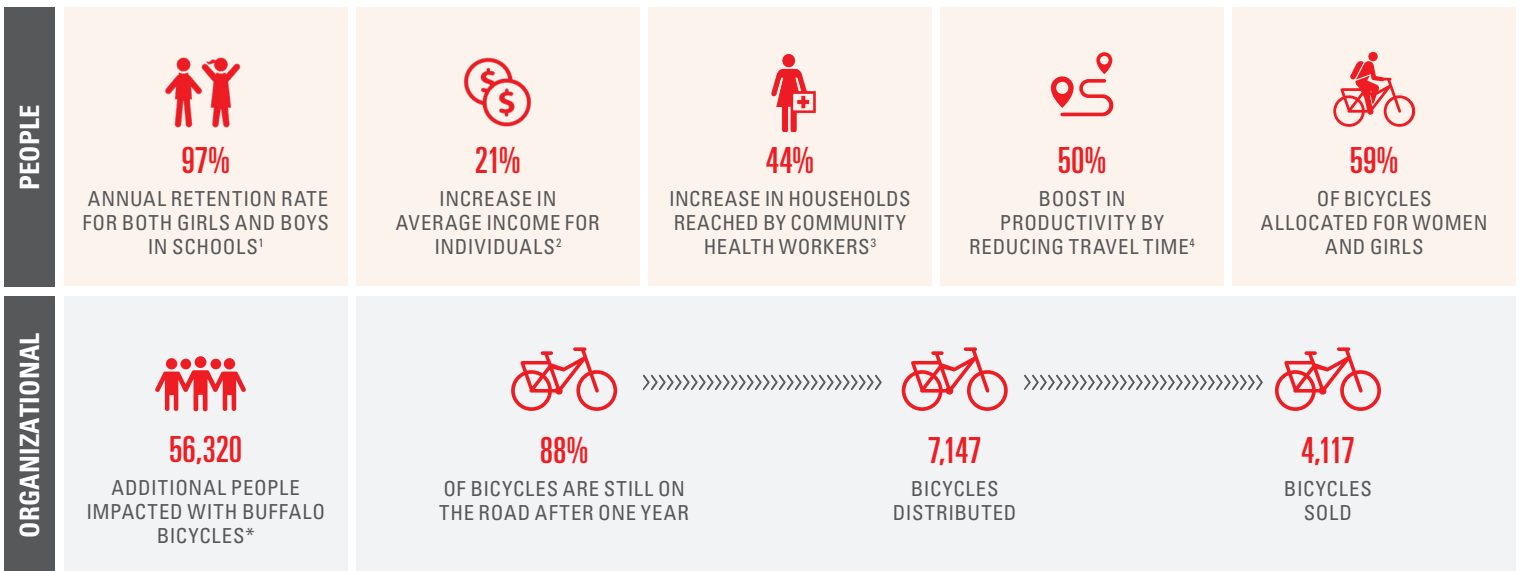 PEOPLE
97%
ANNUAL RETENTION RATE
FOR BOTH GIRLS AND BOYS
IN SCHOOLS¹
$
$
21%
INCREASE IN
AVERAGE INCOME FOR
INDIVIDUALS²
44%
INCREASE IN HOUSEHOLDS
REACHED BY COMMUNITY
HEALTH WORKERS³
50%
BOOST IN
PRODUCTIVITY BY
REDUCING TRAVEL TIME⁴
59%
OF BICYCLES
ALLOCATED FOR WOMEN
AND GIRLS
ORGANIZATIONAL
56,320
ADDITIONAL PEOPLE
IMPACTED WITH BUFFALO
BICYCLES*
88%
OF BICYCLES ARE STILL ON
THE ROAD AFTER ONE YEAR
7,147
BICYCLES
DISTRIBUTED
4,117
BICYCLES
SOLD